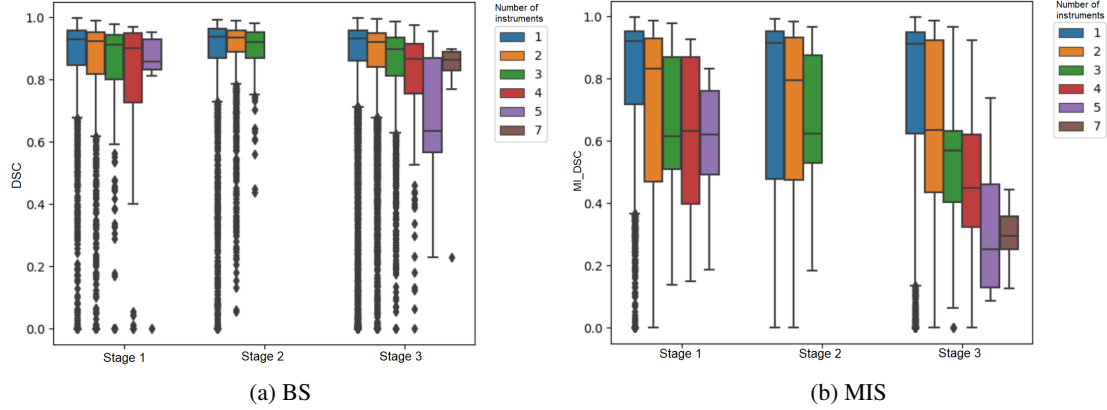 Number of
instruments
1
2
3
4
5
7
DSC
1.0
0.8
0.6
0.4
0.2
0.0
Stage 1
Stage 2
Stage 3
(a) BS
Number of
instruments
1
2
3
4
5
7
MI_DSC
1.0
0.8
0.6
0.4
0.2
0.0
Stage 1
Stage 2
Stage 3
(b) MIS